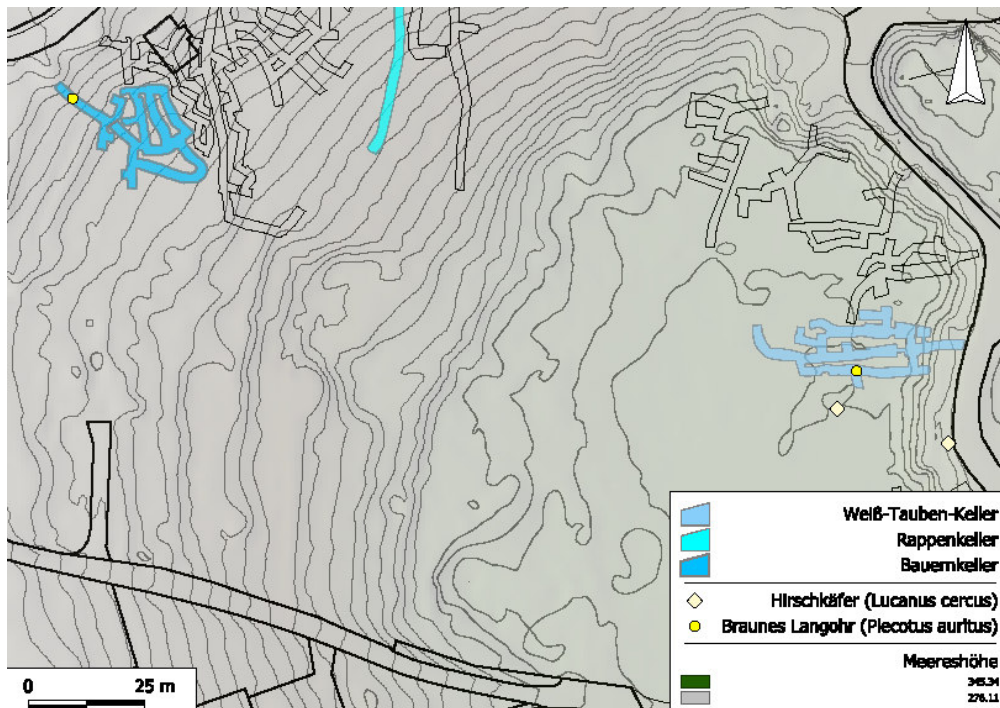 Weiß-Tauben-Keller
Rappenkeller
Bauernkeller
Hirschkäfer (Lucanus cercus)
Braunes Langohr (Plecotus auritus)
Meereshöhe
345.34
276.11
0 25 m